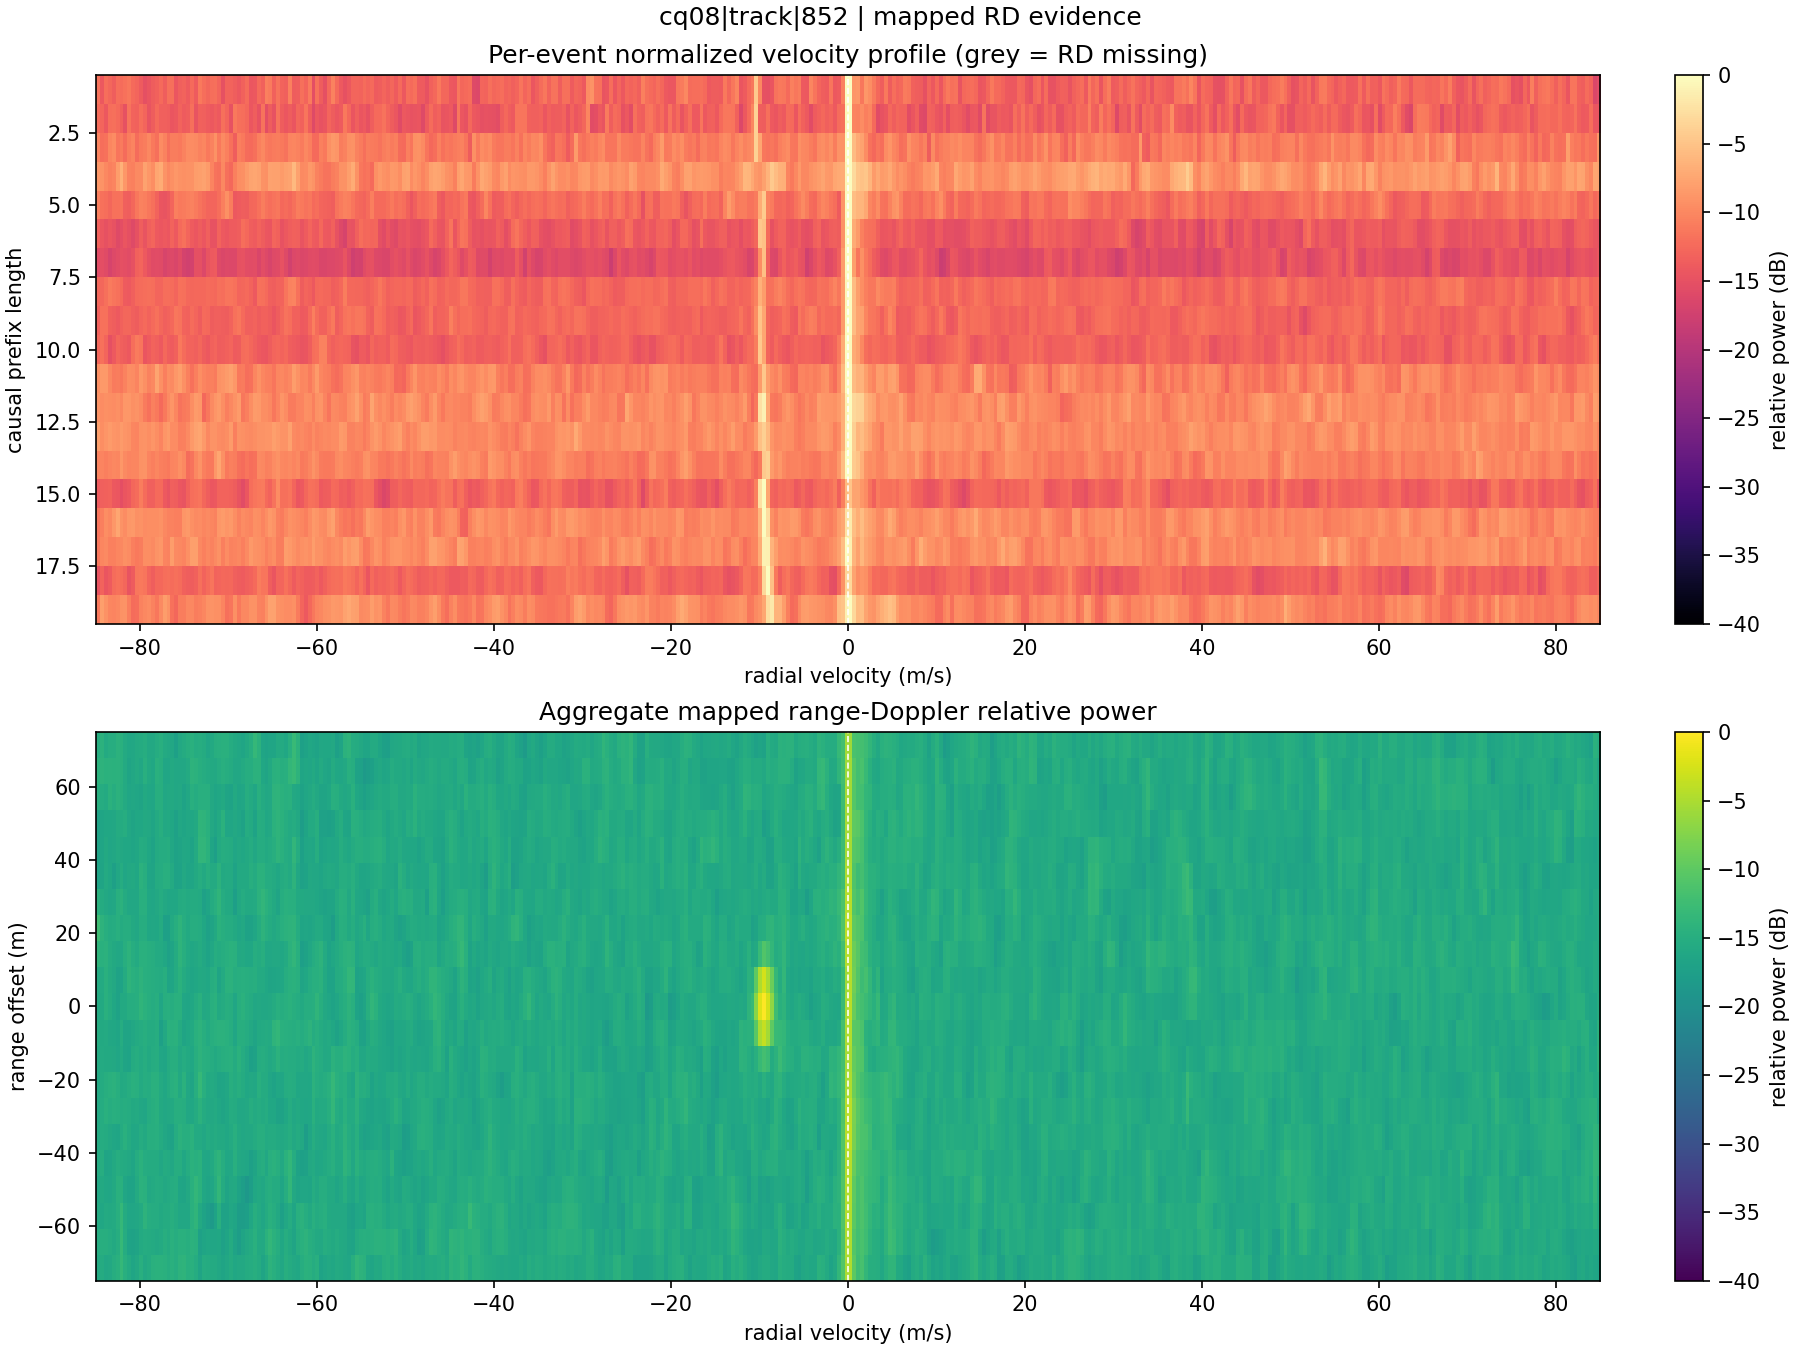 cq08|track|852 | mapped RD evidence
Per-event normalized velocity profile (grey = RD missing)
causal prefix length
2.5
5.0
7.5
10.0
12.5
15.0
17.5
−80 −60 −40 −20 0 20 40 60 80
radial velocity (m/s)
0
−5
−10
−15
−20
−25
−30
−35
−40
relative power (dB)
Aggregate mapped range-Doppler relative power
range offset (m)
60
40
20
0
−20
−40
−60
−80 −60 −40 −20 0 20 40 60 80
radial velocity (m/s)
0
−5
−10
−15
−20
−25
−30
−35
−40
relative power (dB)